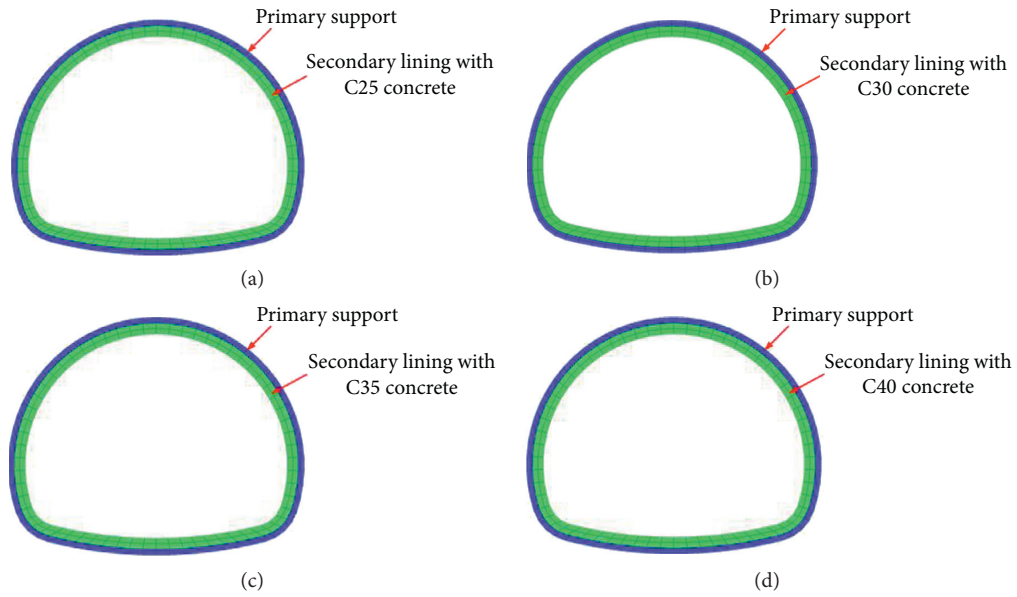 Primary support
Secondary lining with
C25 concrete
(a)
Primary support
Secondary lining with
C30 concrete
(b)
Primary support
Secondary lining with
C35 concrete
(c)
Primary support
Secondary lining with
C40 concrete
(d)